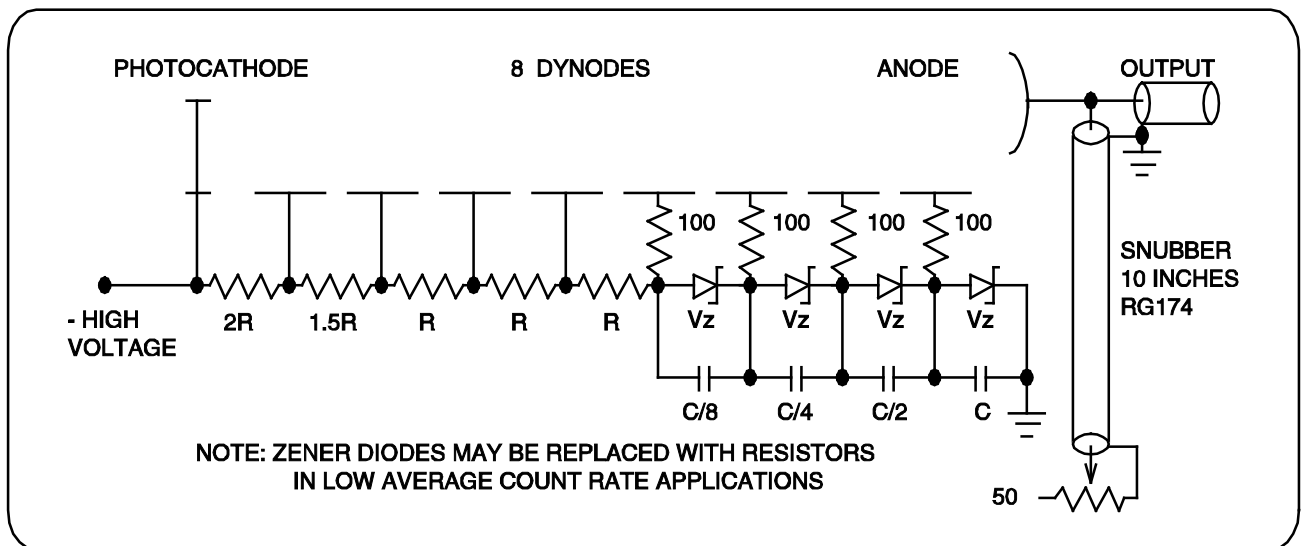 PHOTOCATHODE
8 DYNODES
ANODE
OUTPUT
100
100
100
100
- HIGH
VOLTAGE
2R
1.5R
R
R
R
Vz
Vz
Vz
Vz
SNUBBER
10 INCHES
RG174
C/8
C/4
C/2
C
NOTE: ZENER DIODES MAY BE REPLACED WITH RESISTORS
IN LOW AVERAGE COUNT RATE APPLICATIONS
50